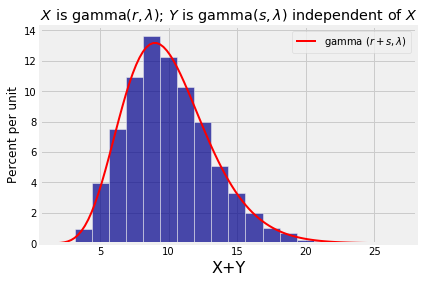 X is gamma(r, λ); Y is gamma(s, λ) independent of X
gamma (r + s, λ)
Percent per unit
14
12
10
8
6
4
2
0
5 10 15 20 25
X+Y